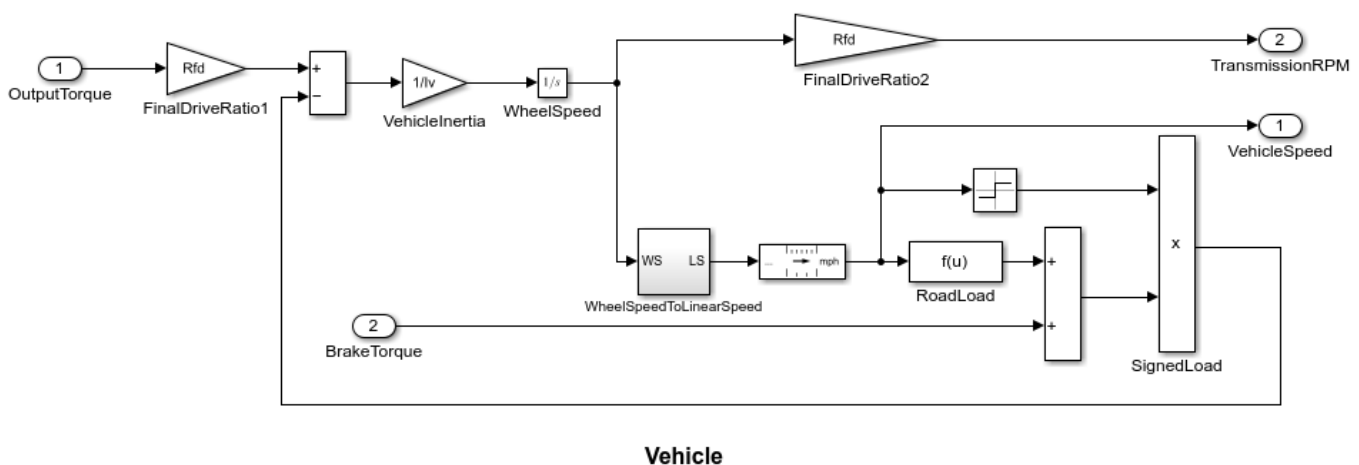 1
OutputTorque
Rfd
FinalDriveRatio1
+
−
1/Iv
VehicleInertia
1/s
WheelSpeed
Rfd
FinalDriveRatio2
2
TransmissionRPM
1
VehicleSpeed
WS LS
WheelSpeedToLinearSpeed
... mph
f(u)
RoadLoad
2
BrakeTorque
+
+
x
SignedLoad
Vehicle